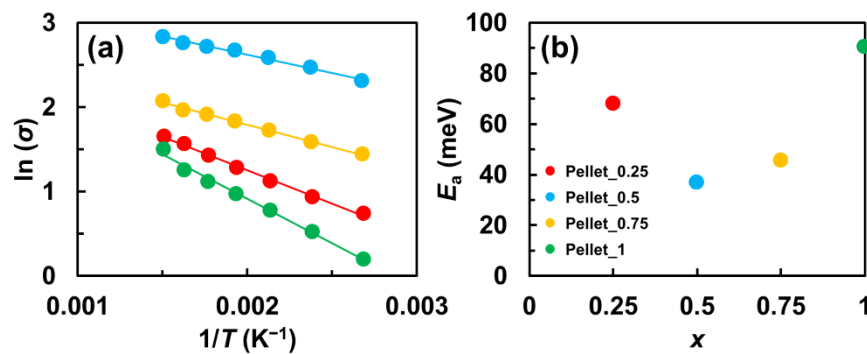 (a)
3
2
1
0
ln (σ)
0.001
0.002
0.003
1/T (K⁻¹)
(b)
100
80
60
40
20
0
Eₐ (meV)
Pellet_0.25
Pellet_0.5
Pellet_0.75
Pellet_1
0
0.25
0.5
0.75
1
x